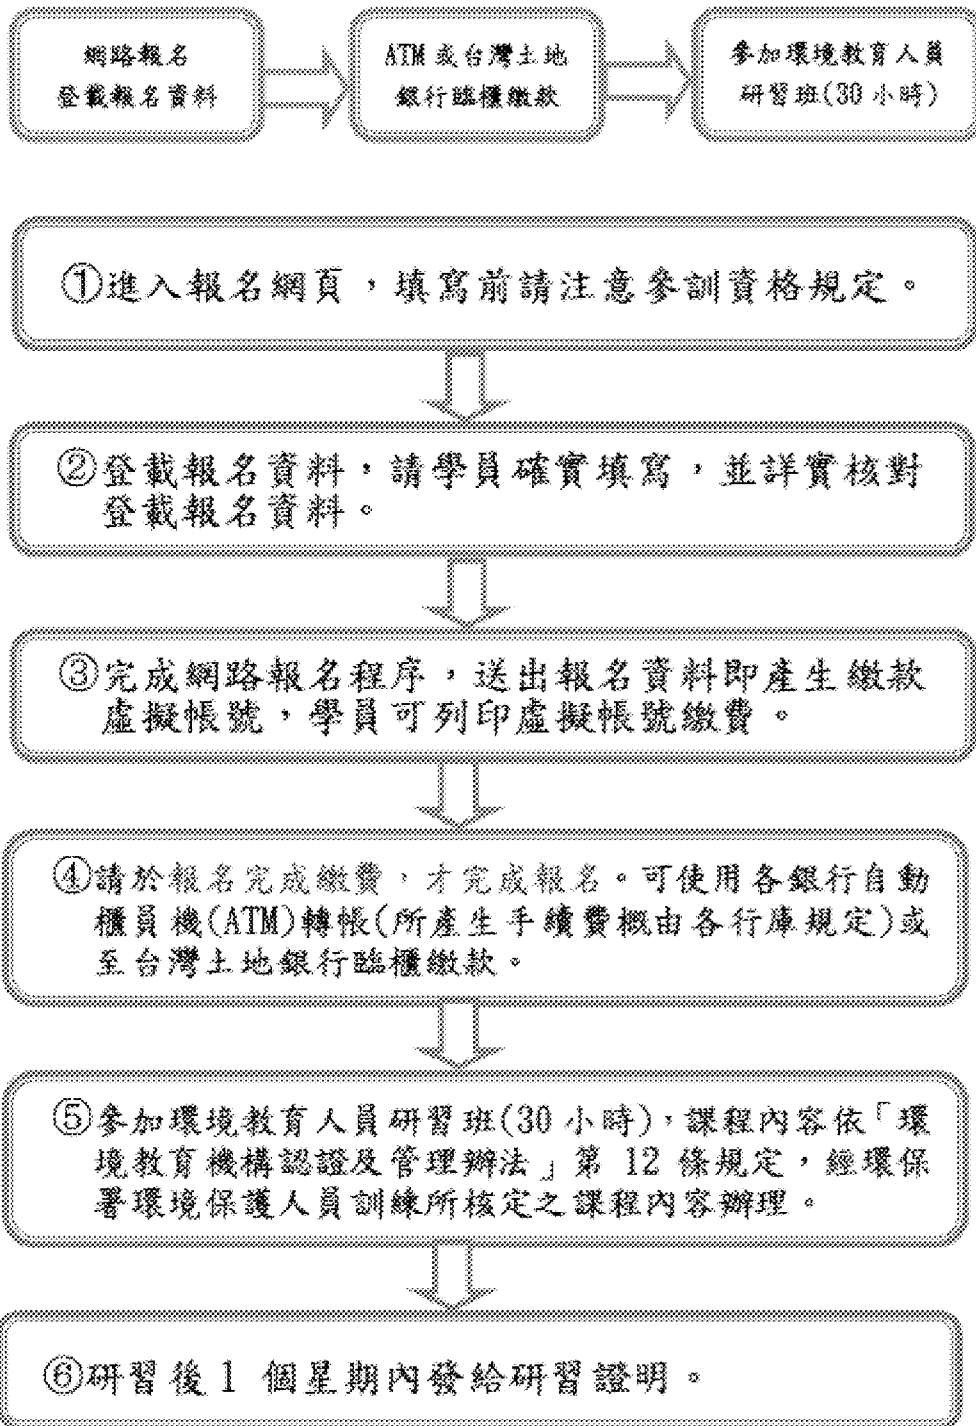 網路報名
登載報名資料
ATM 或台灣土地
銀行臨櫃繳款
參加環境教育人員
研習班(30 小時)
①進入報名網頁，填寫前請注意參訓資格規定。
②登載報名資料，請學員確實填寫，並詳實核對
登載報名資料。
③完成網路報名程序，送出報名資料即產生繳款
虛擬帳號，學員可列印虛擬帳號繳費。
④請於報名完成繳費，才完成報名。可使用各銀行自動
櫃員機(ATM)轉帳(所產生手續費概由各行庫規定)或
至台灣土地銀行臨櫃繳款。
⑤參加環境教育人員研習班(30 小時)，課程內容依「環
境教育機構認證及管理辦法」第 12 條規定，經環保
署環境保護人員訓練所核定之課程內容辦理。
⑥研習後 1 個星期內發給研習證明。